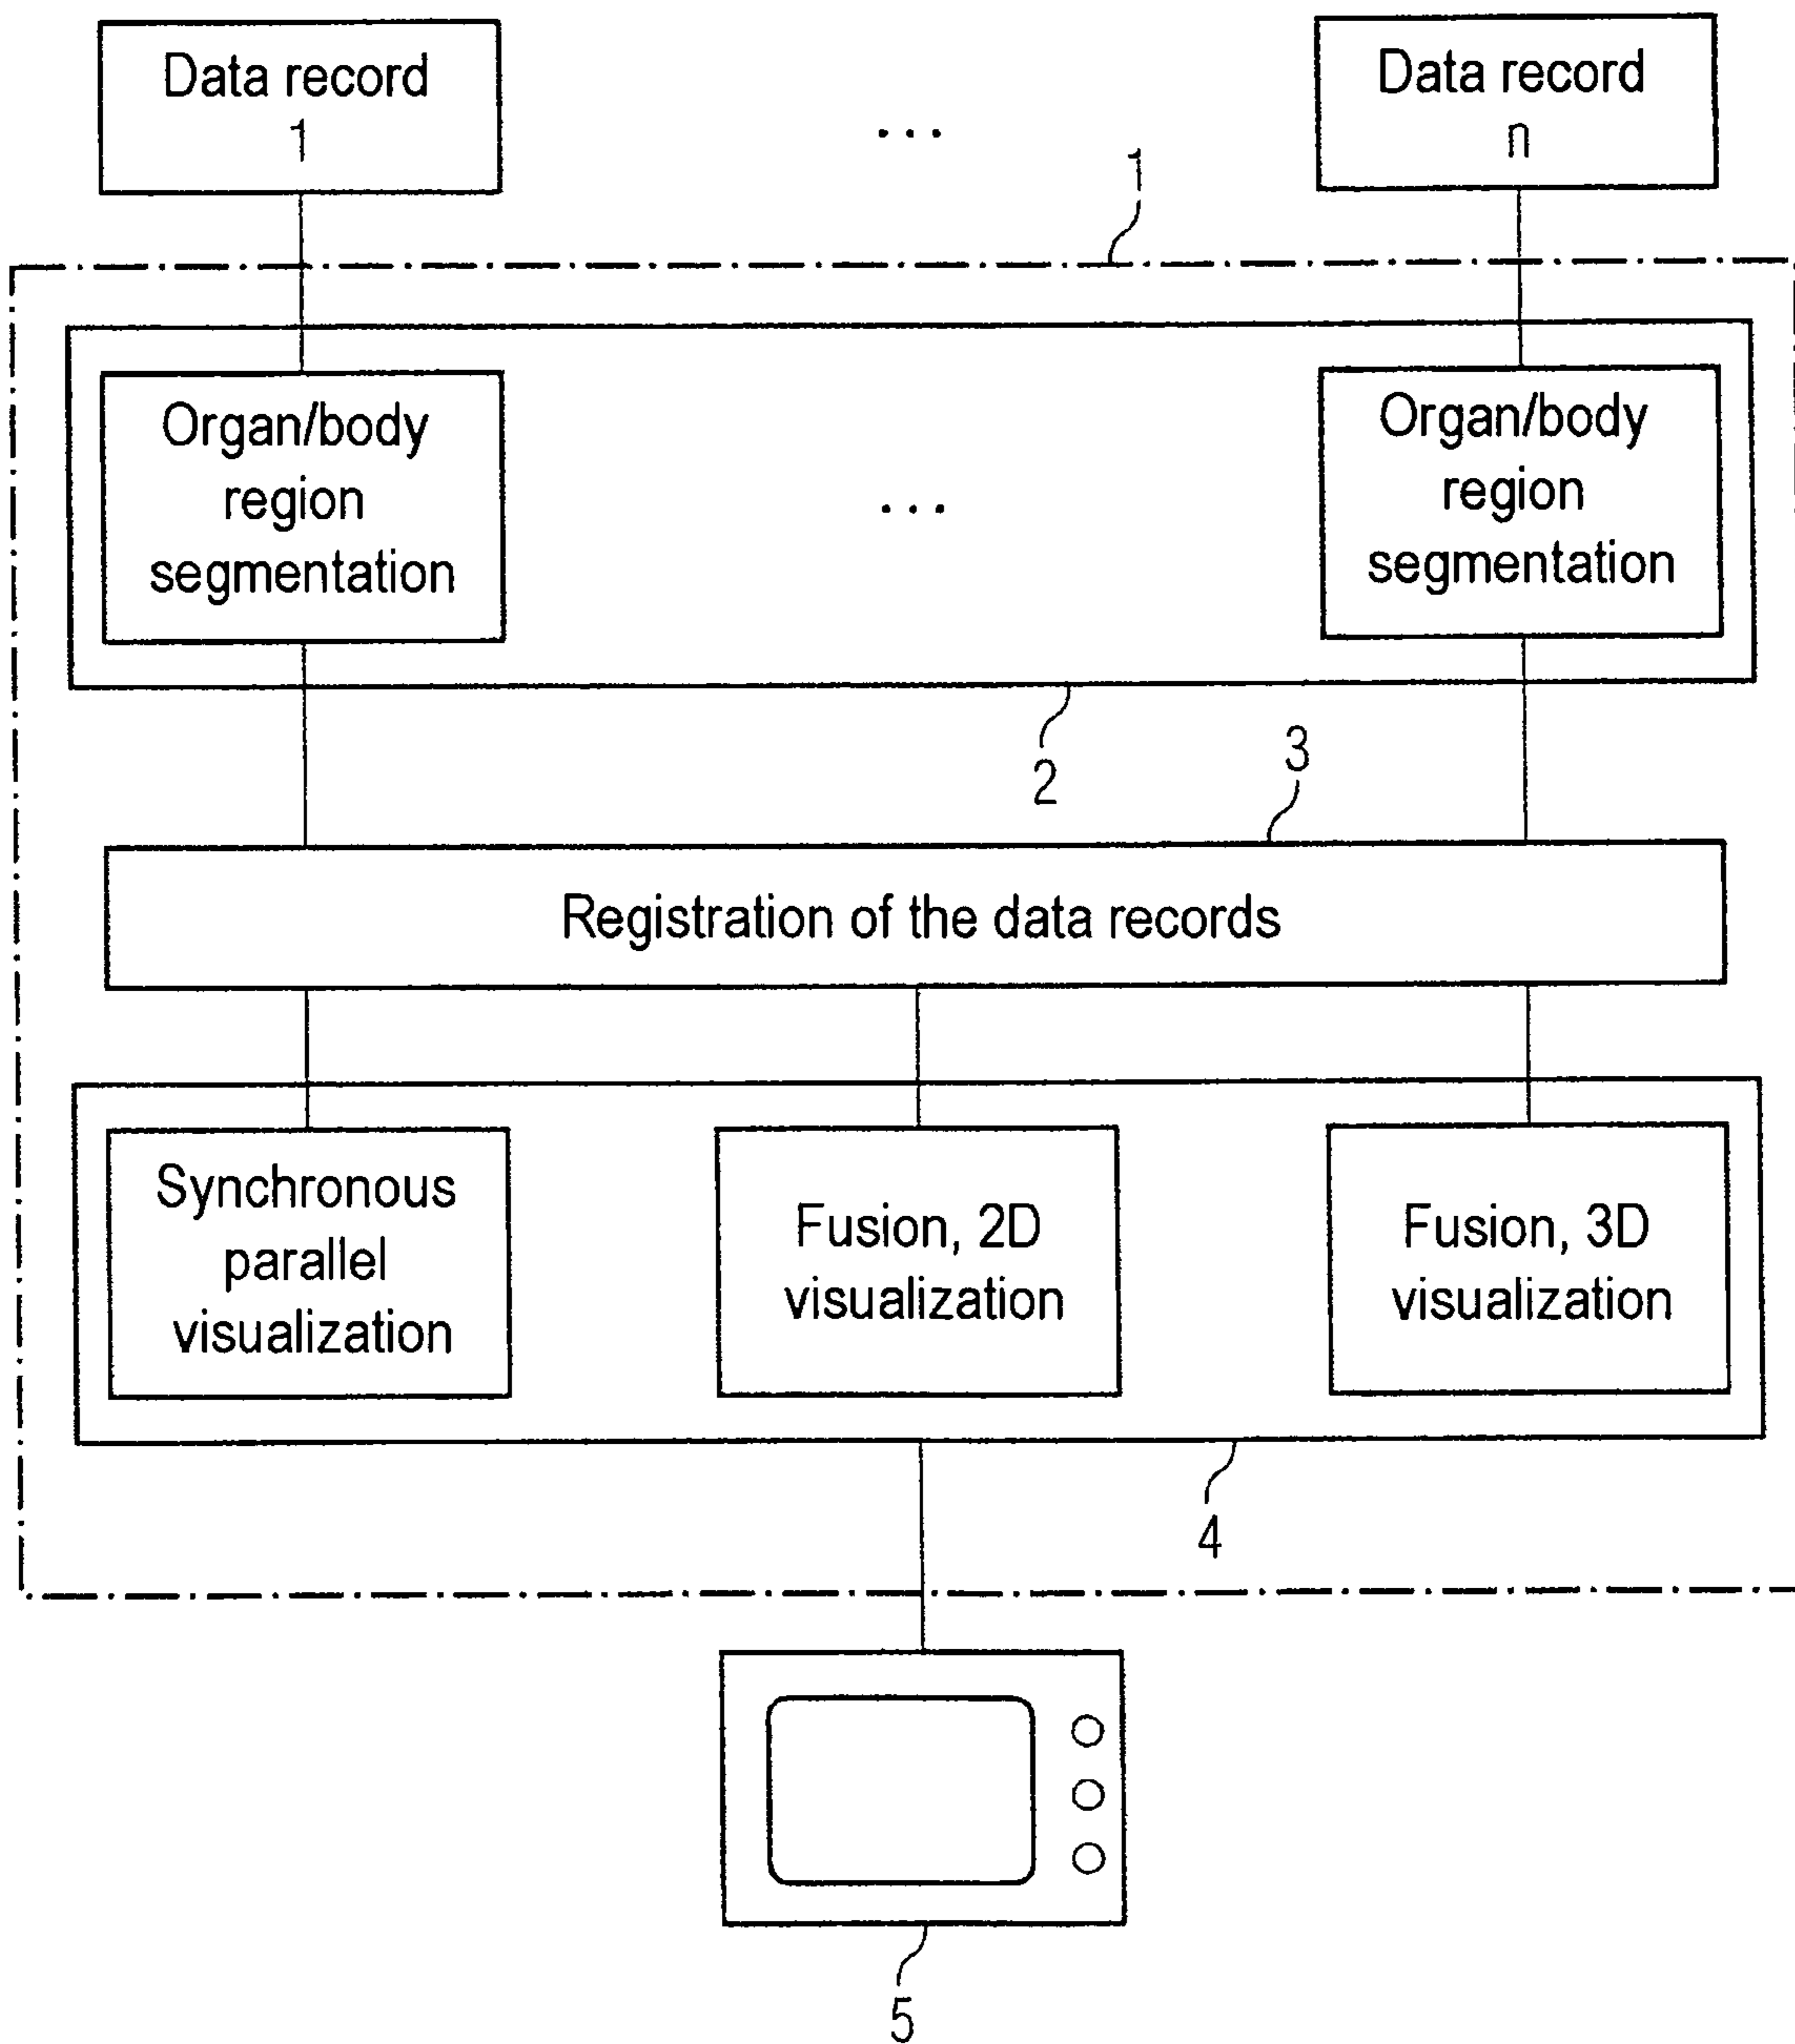 Data record
1
...
Data record
n
1
Organ/body
region
segmentation
...
Organ/body
region
segmentation
2
3
Registration of the data records
Synchronous
parallel
visualization
Fusion, 2D
visualization
Fusion, 3D
visualization
4
5